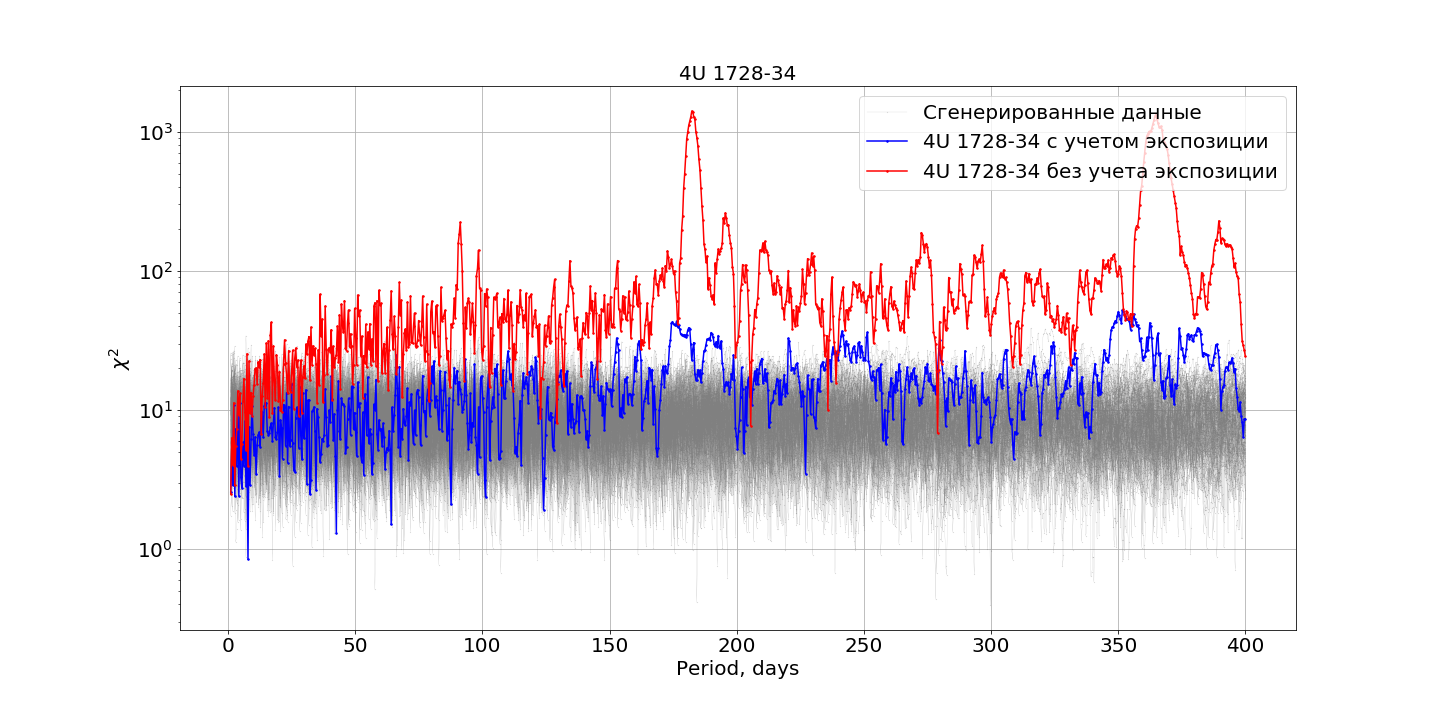 4U 1728-34
Сгенерированные данные
4U 1728-34 с учетом экспозиции
4U 1728-34 без учета экспозиции
χ²
10³
10²
10¹
10⁰
0 50 100 150 200 250 300 350 400
Period, days